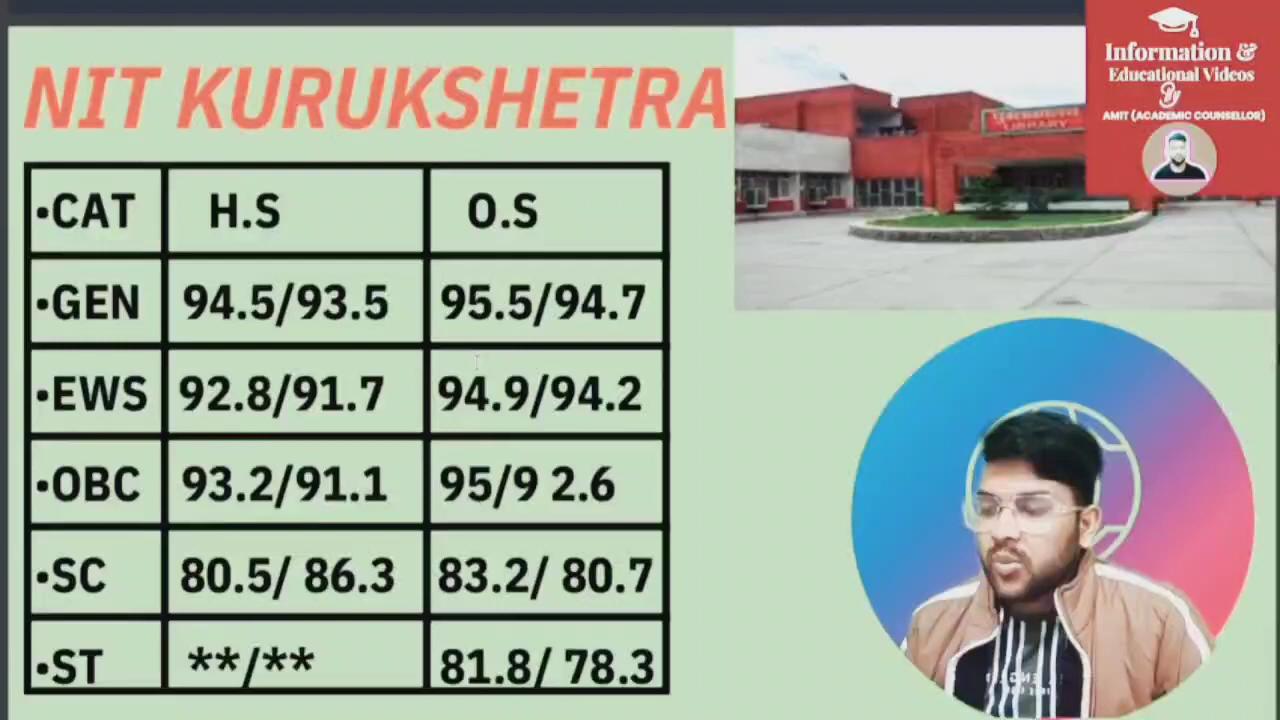 NIT KURUKSHETRA
•CAT H.S O.S
•GEN 94.5/93.5 95.5/94.7
•EWS 92.8/91.7 94.9/94.2
•OBC 93.2/91.1 95/9 2.6
•SC 80.5/ 86.3 83.2/ 80.7
•ST **/** 81.8/ 78.3
LIBRARY
Information &
Educational Videos
By
AMIT (ACADEMIC COUNSELLOR)